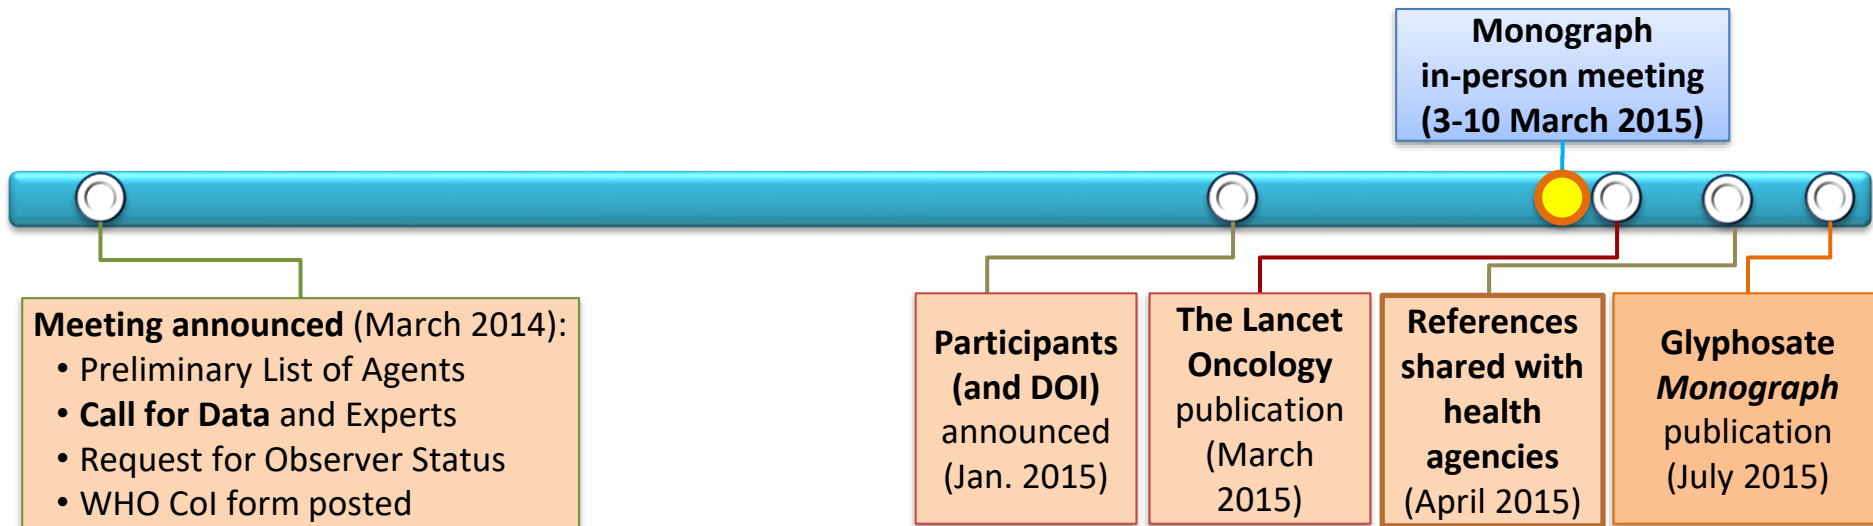 Monograph
in-person meeting
(3-10 March 2015)
Meeting announced (March 2014):
• Preliminary List of Agents
• Call for Data and Experts
• Request for Observer Status
• WHO CoI form posted
Participants
(and DOI)
announced
(Jan. 2015)
The Lancet
Oncology
publication
(March
2015)
References
shared with
health
agencies
(April 2015)
Glyphosate
Monograph
publication
(July 2015)